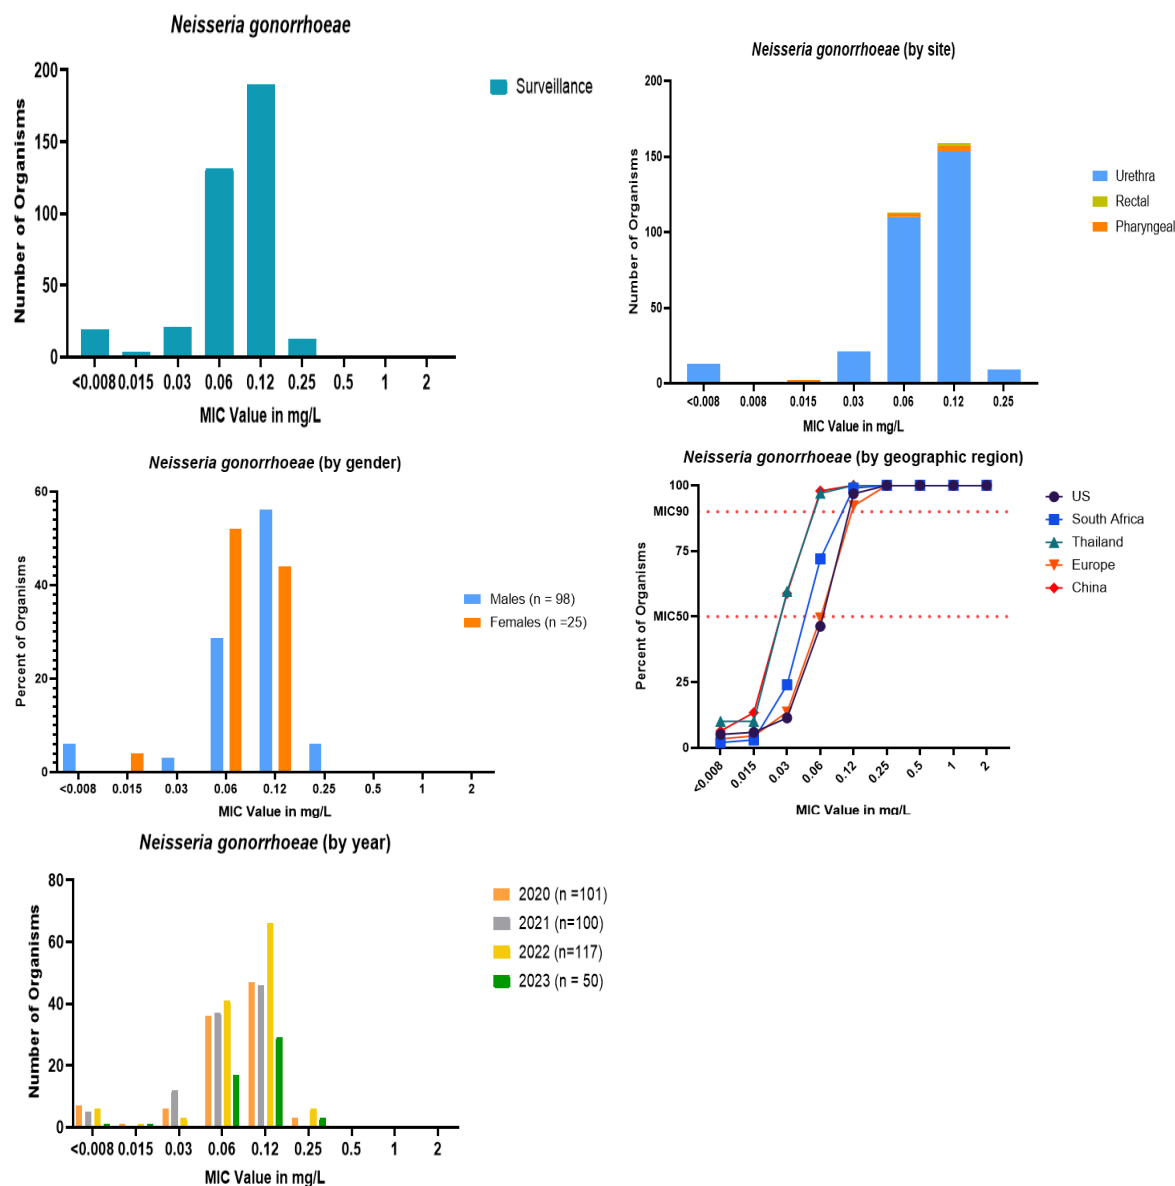 Neisseria gonorrhoeae
Number of Organisms
200
150
100
50
0
<0.008 0.015 0.03 0.06 0.12 0.25 0.5 1 2
MIC Value in mg/L
Surveillance
Neisseria gonorrhoeae (by site)
Number of Organisms
200
150
100
50
0
<0.008 0.008 0.015 0.03 0.06 0.12 0.25
MIC Value in mg/L
Urethra
Rectal
Pharyngeal
Neisseria gonorrhoeae (by gender)
Percent of Organisms
60
40
20
0
<0.008 0.015 0.03 0.06 0.12 0.25 0.5 1 2
MIC Value in mg/L
Males (n = 98)
Females (n =25)
Neisseria gonorrhoeae (by geographic region)
Percent of Organisms
100
MIC90
75
MIC50
25
0
<0.008 0.015 0.03 0.06 0.12 0.25 0.5 1 2
MIC Value in mg/L
US
South Africa
Thailand
Europe
China
Neisseria gonorrhoeae (by year)
Number of Organisms
80
60
40
20
0
<0.008 0.015 0.03 0.06 0.12 0.25 0.5 1 2
MIC Value in mg/L
2020 (n =101)
2021 (n=100)
2022 (n=117)
2023 (n = 50)